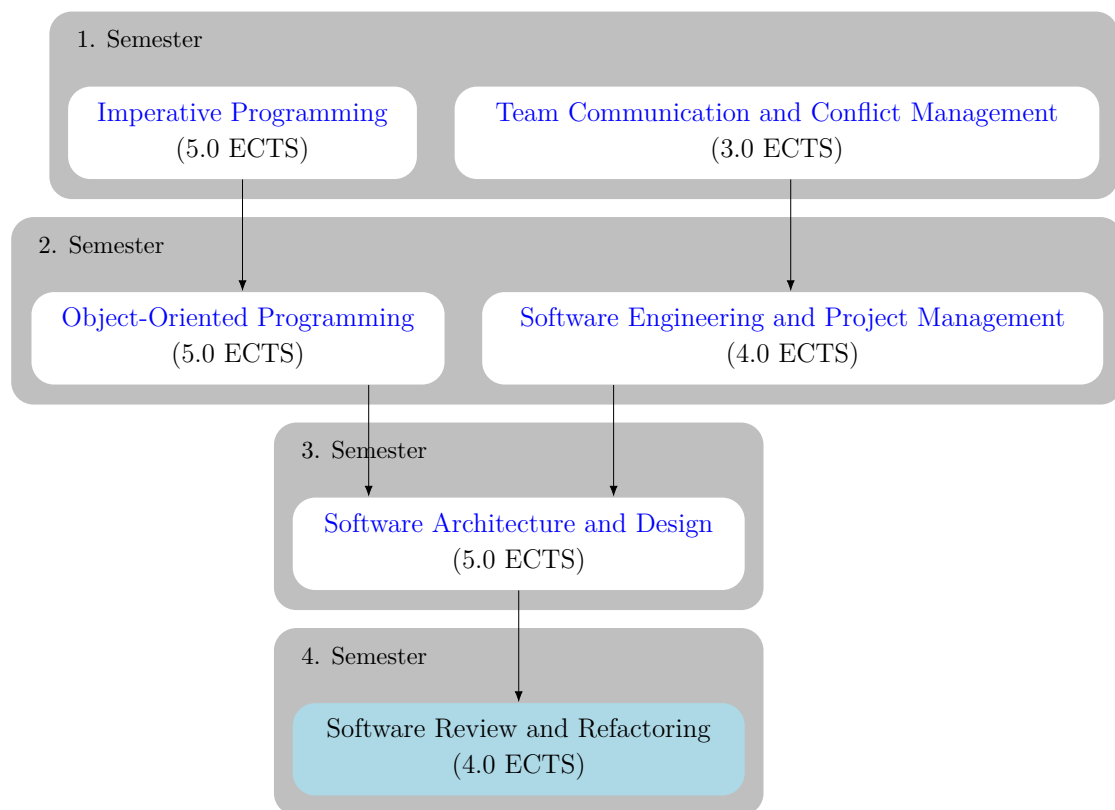 1. Semester
Imperative Programming
(5.0 ECTS)
Team Communication and Conflict Management
(3.0 ECTS)
2. Semester
Object-Oriented Programming
(5.0 ECTS)
Software Engineering and Project Management
(4.0 ECTS)
3. Semester
Software Architecture and Design
(5.0 ECTS)
4. Semester
Software Review and Refactoring
(4.0 ECTS)